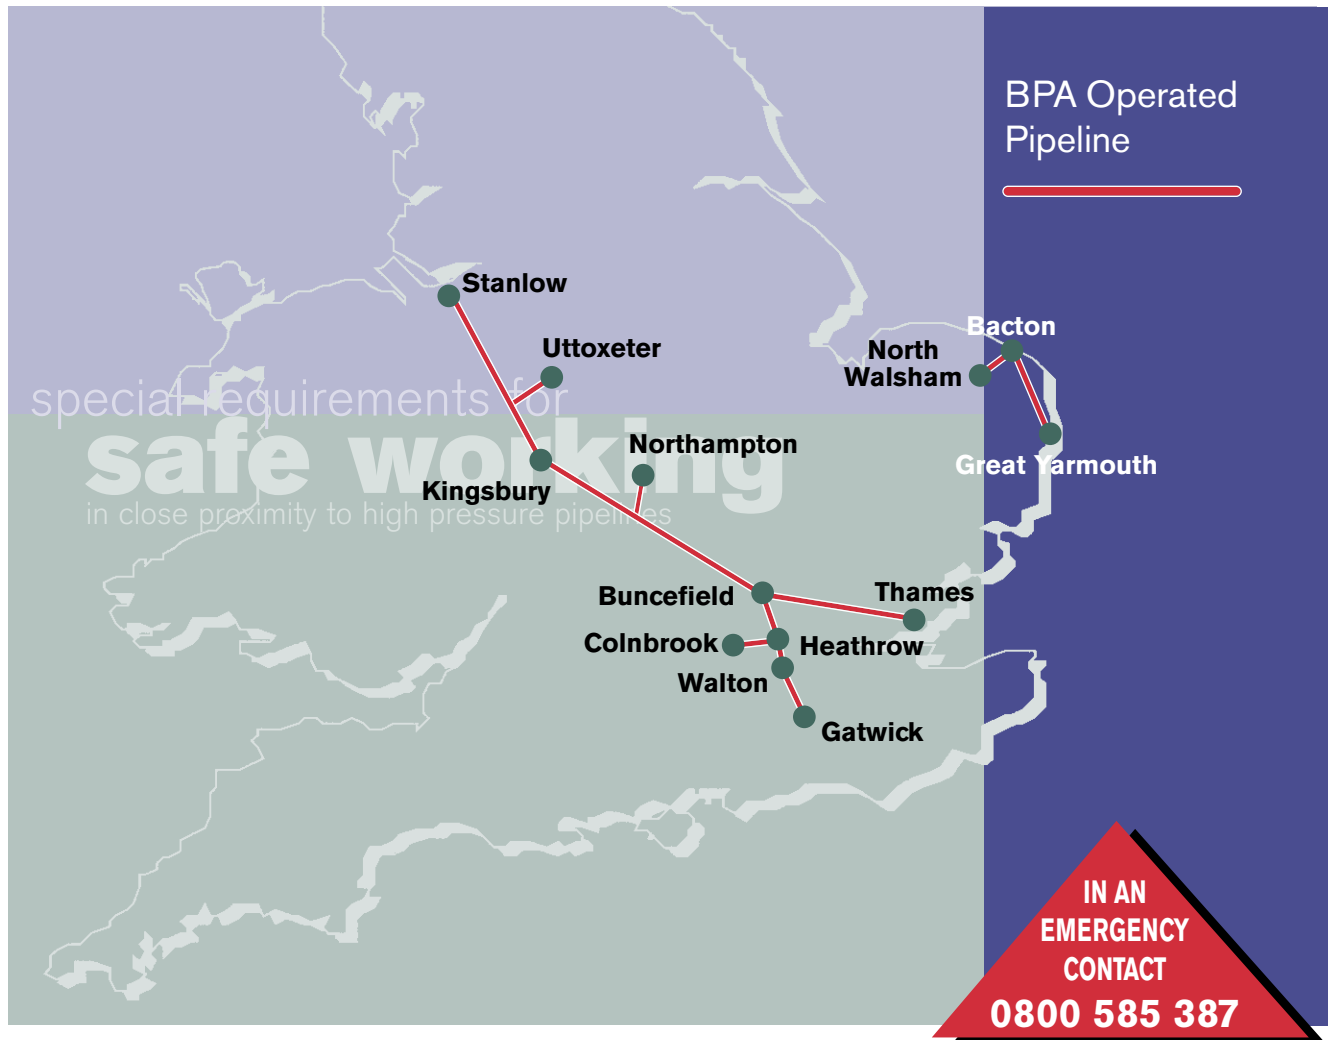 BPA Operated
Pipeline
Stanlow
Uttoxeter
Bacton
North
Walsham
special requirements for
safe working
in close proximity to high pressure pipelines
Northampton
Kingsbury
Great Yarmouth
Buncefield
Thames
Colnbrook
Heathrow
Walton
Gatwick
IN AN
EMERGENCY
CONTACT
0800 585 387